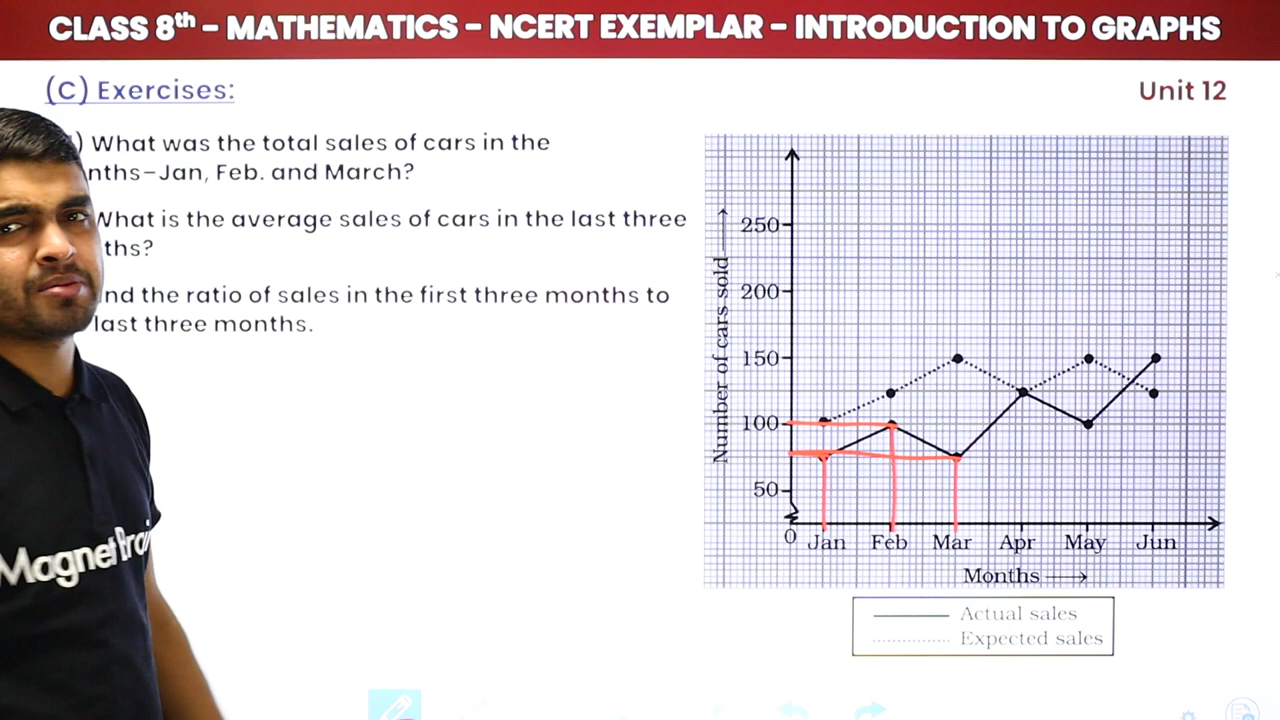 CLASS 8th – MATHEMATICS – NCERT EXEMPLAR – INTRODUCTION TO GRAPHS
(C) Exercises:
Unit 12
) What was the total sales of cars in the
nths–Jan, Feb. and March?
What is the average sales of cars in the last three
ths?
nd the ratio of sales in the first three months to
last three months.
Number of cars sold
250
200
150
100
50
0
Jan Feb Mar Apr May Jun
Months
Actual sales
Expected sales
Magnet Brai